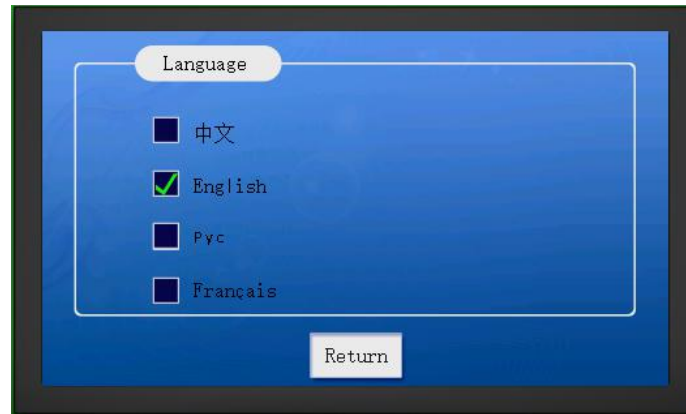 Language
中文
English
Рус
Français
Return